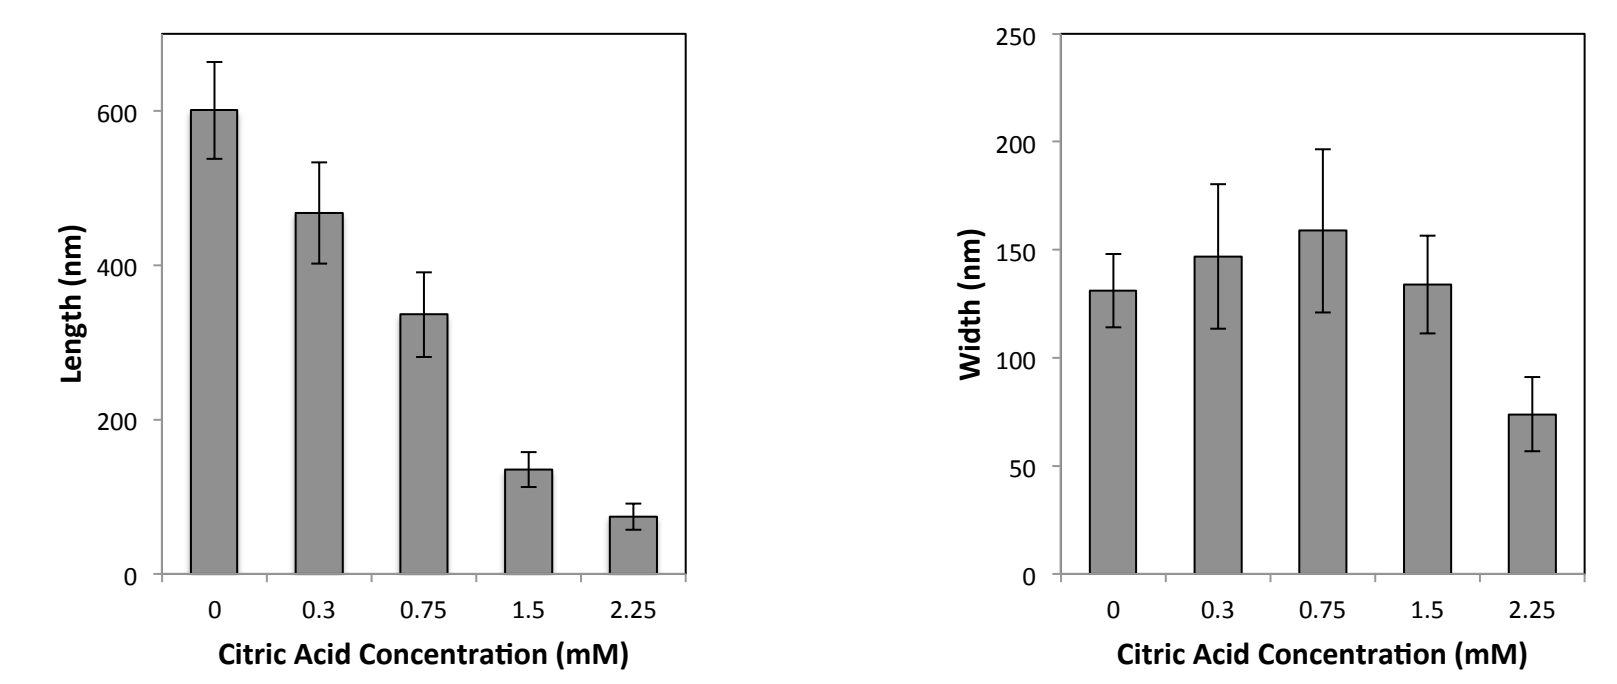 600
400
200
0
Length (nm)
0 0.3 0.75 1.5 2.25
Citric Acid Concentration (mM)
250
200
150
100
50
0
Width (nm)
0 0.3 0.75 1.5 2.25
Citric Acid Concentration (mM)